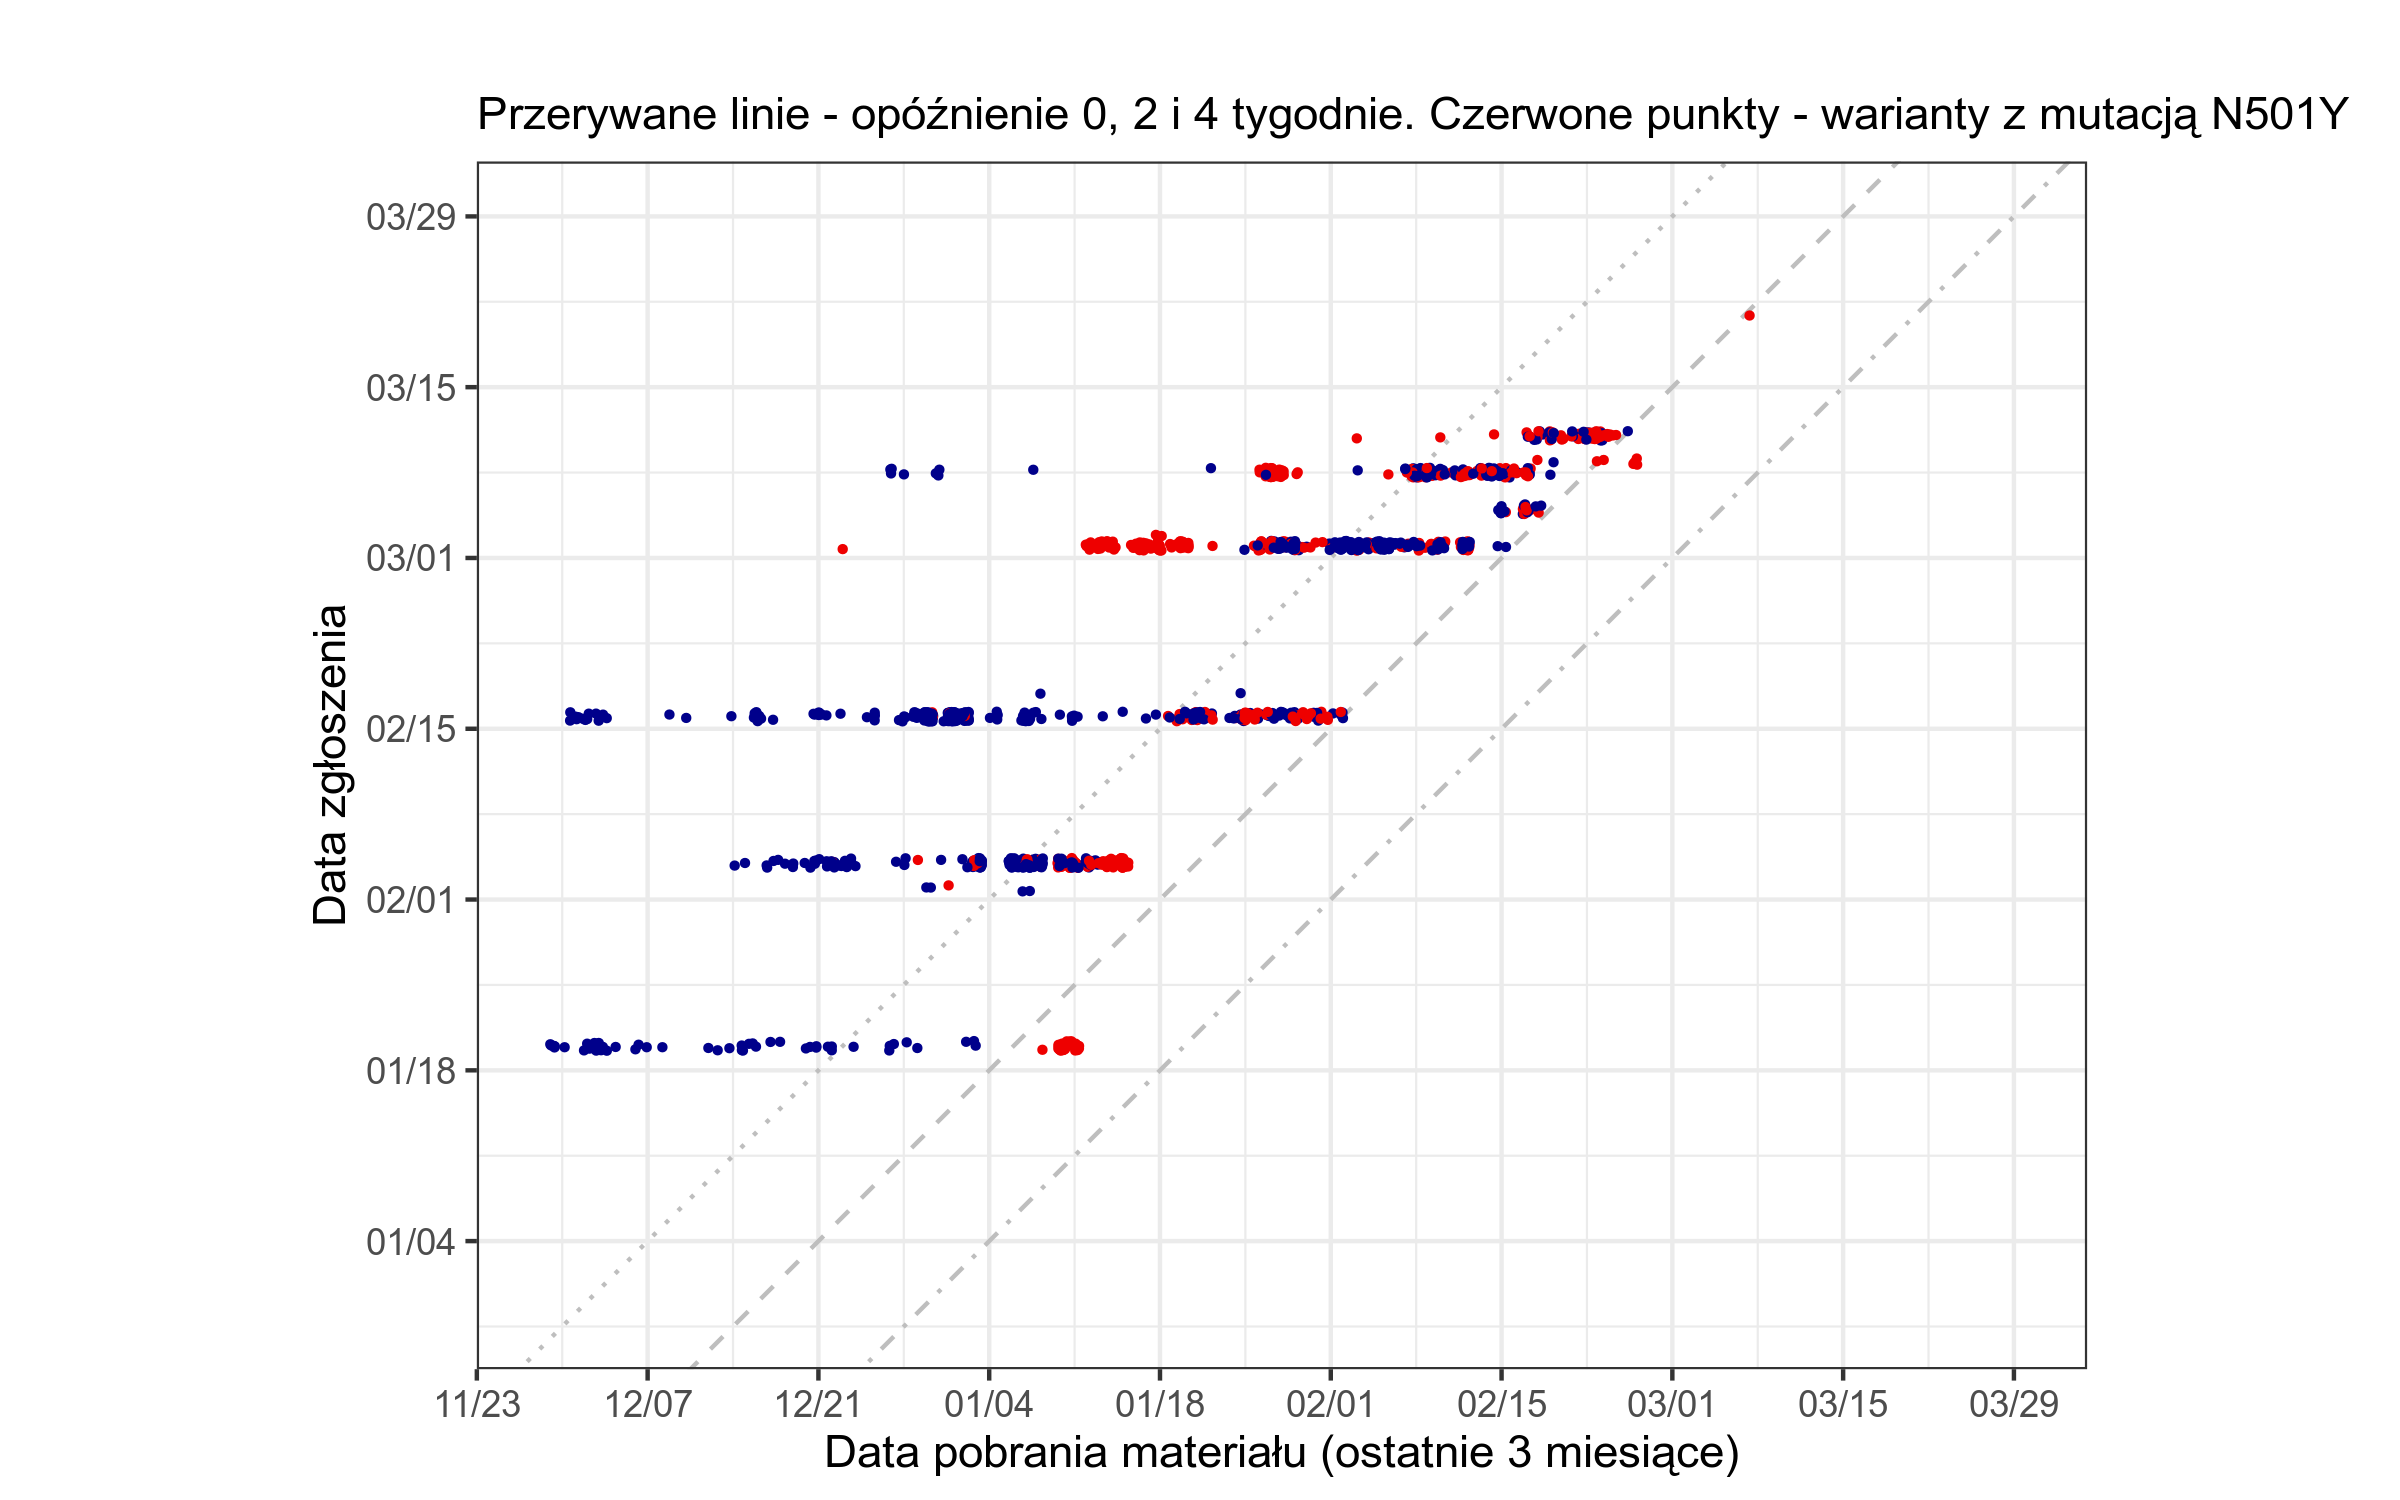 Przerywane linie - opóźnienie 0, 2 i 4 tygodnie. Czerwone punkty - warianty z mutacją N501Y
03/29
03/15
03/01
02/15
02/01
01/18
01/04
Data zgłoszenia
11/23 12/07 12/21 01/04 01/18 02/01 02/15 03/01 03/15 03/29
Data pobrania materiału (ostatnie 3 miesiące)